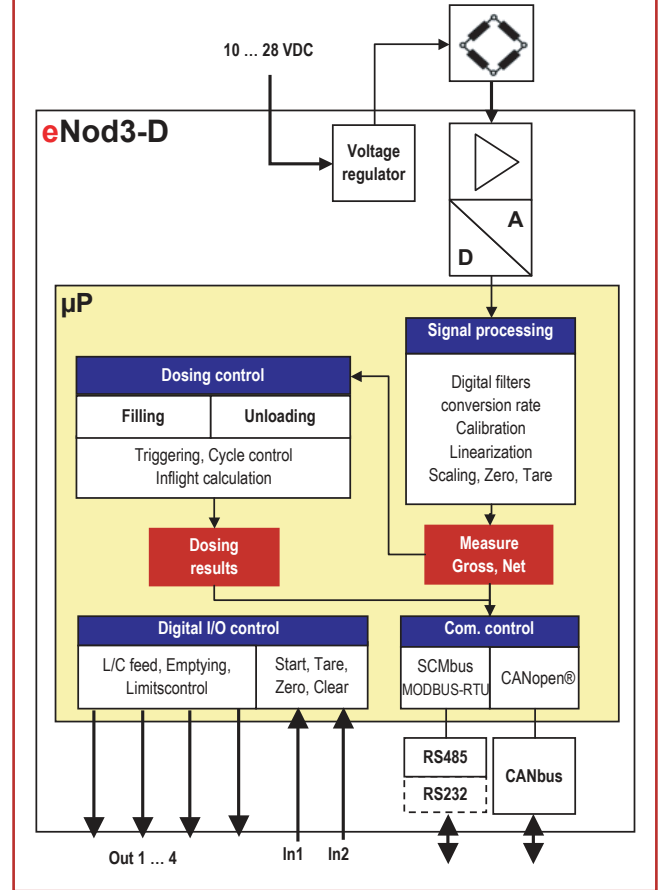 10 ... 28 VDC
eNod3-D
Voltage
regulator
A
D
µP
Signal processing
Digital filters
conversion rate
Calibration
Linearization
Scaling, Zero, Tare
Dosing control
Filling
Unloading
Triggering, Cycle control
Inflight calculation
Dosing
results
Measure
Gross, Net
Digital I/O control
L/C feed, Emptying,
Limitscontrol
Start, Tare,
Zero, Clear
Com. control
SCMbus
MODBUS-RTU
CANopen®
RS485
RS232
CANbus
Out 1 ... 4
In1
In2